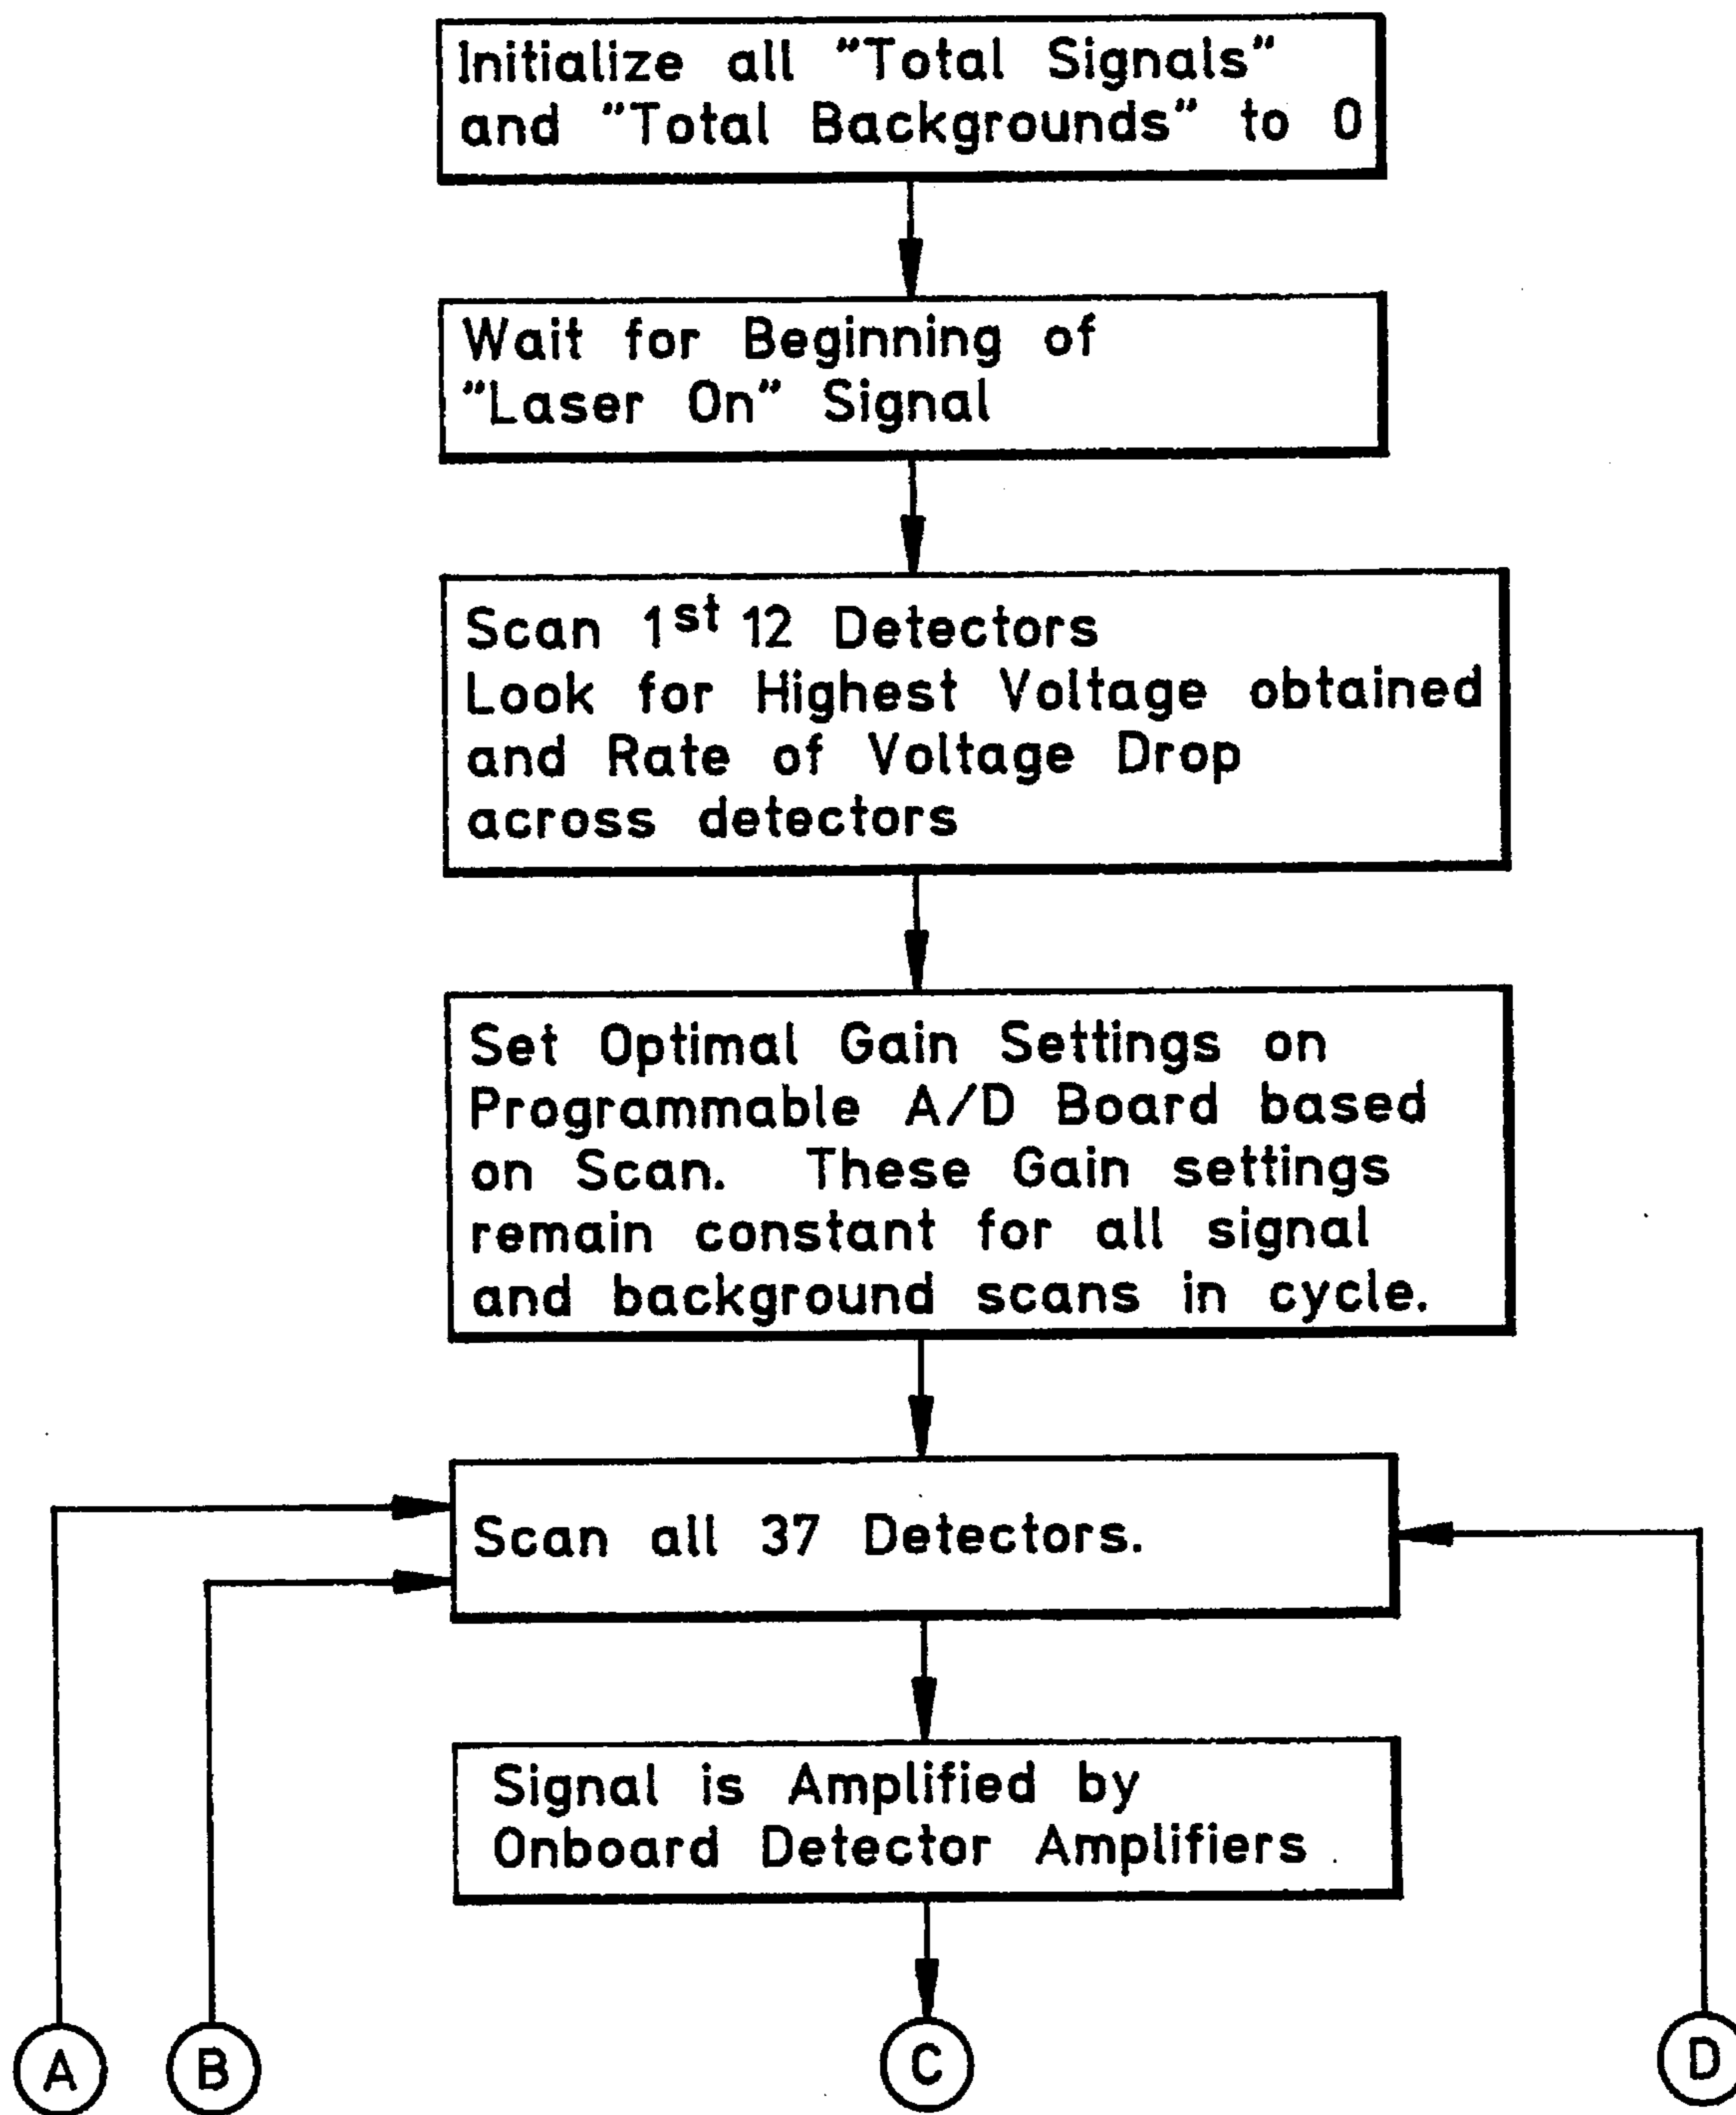 Initialize all "Total Signals"
and "Total Backgrounds" to 0
Wait for Beginning of
"Laser On" Signal
Scan 1st 12 Detectors
Look for Highest Voltage obtained
and Rate of Voltage Drop
across detectors
Set Optimal Gain Settings on
Programmable A/D Board based
on Scan. These Gain settings
remain constant for all signal
and background scans in cycle.
Scan all 37 Detectors.
Signal is Amplified by
Onboard Detector Amplifiers
A
B
C
D